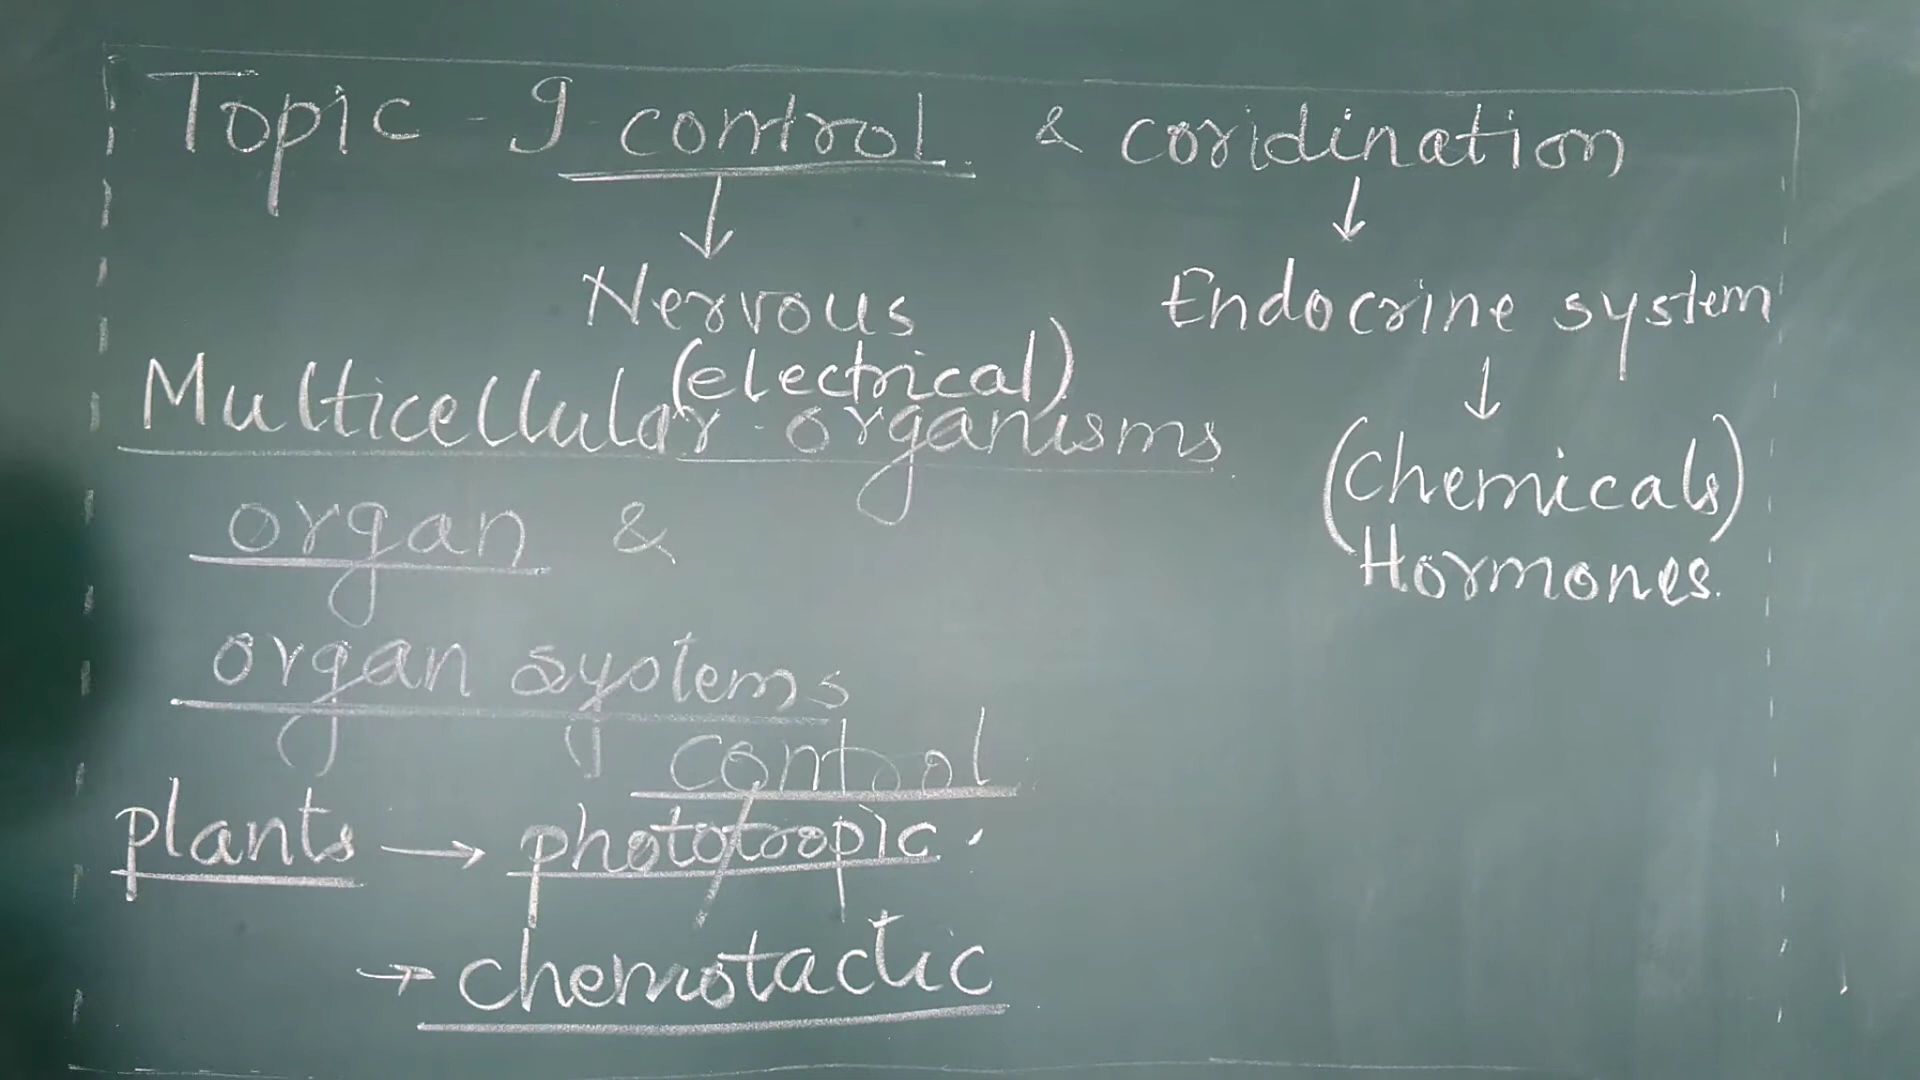 Topic - 9 control & coridination
↓ ↓
Nervous Endocrine system
(electrical) ↓
Multicellular organisms (chemicals)
organ & Hormones.
organ systems
control
plants → phototropic.
→ chemotactic